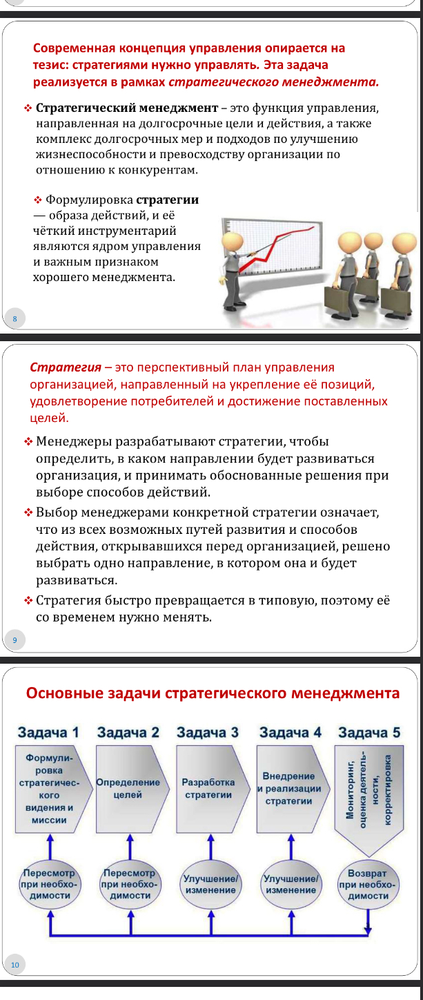 Современная концепция управления опирается на
тезис: стратегиями нужно управлять. Эта задача
реализуется в рамках стратегического менеджмента.
❖ Стратегический менеджмент – это функция управления,
направленная на долгосрочные цели и действия, а также
комплекс долгосрочных мер и подходов по улучшению
жизнеспособности и превосходству организации по
отношению к конкурентам.
❖ Формулировка стратегии
— образа действий, и её
чёткий инструментарий
являются ядром управления
и важным признаком
хорошего менеджмента.
8
Стратегия – это перспективный план управления
организацией, направленный на укрепление её позиций,
удовлетворение потребителей и достижение поставленных
целей.
❖ Менеджеры разрабатывают стратегии, чтобы
определить, в каком направлении будет развиваться
организация, и принимать обоснованные решения при
выборе способов действий.
❖ Выбор менеджерами конкретной стратегии означает,
что из всех возможных путей развития и способов
действия, открывавшихся перед организацией, решено
выбрать одно направление, в котором она и будет
развиваться.
❖ Стратегия быстро превращается в типовую, поэтому её
со временем нужно менять.
9
Основные задачи стратегического менеджмента
Задача 1
Задача 2
Задача 3
Задача 4
Задача 5
Формули-
ровка
стратегичес-
кого
видения и
миссии
Определение
целей
Разработка
стратегии
Внедрение
и реализации
стратегии
Мониторинг,
оценка деятель-
ности,
корректировка
Пересмотр
при необхо-
димости
Пересмотр
при необхо-
димости
Улучшение/
изменение
Улучшение/
изменение
Возврат
при необхо-
димости
10